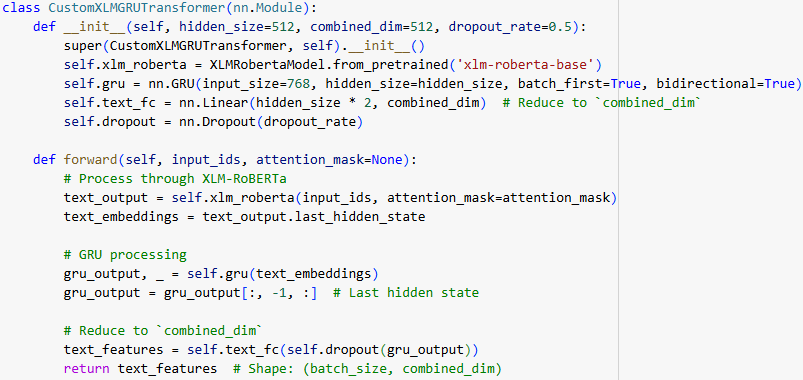 class CustomXLMGRUTransformer(nn.Module):
    def __init__(self, hidden_size=512, combined_dim=512, dropout_rate=0.5):
        super(CustomXLMGRUTransformer, self).__init__()
        self.xlm_roberta = XLMRobertaModel.from_pretrained('xlm-roberta-base')
        self.gru = nn.GRU(input_size=768, hidden_size=hidden_size, batch_first=True, bidirectional=True)
        self.text_fc = nn.Linear(hidden_size * 2, combined_dim)  # Reduce to `combined_dim`
        self.dropout = nn.Dropout(dropout_rate)

    def forward(self, input_ids, attention_mask=None):
        # Process through XLM-RoBERTa
        text_output = self.xlm_roberta(input_ids, attention_mask=attention_mask)
        text_embeddings = text_output.last_hidden_state

        # GRU processing
        gru_output, _ = self.gru(text_embeddings)
        gru_output = gru_output[:, -1, :]  # Last hidden state

        # Reduce to `combined_dim`
        text_features = self.text_fc(self.dropout(gru_output))
        return text_features  # Shape: (batch_size, combined_dim)